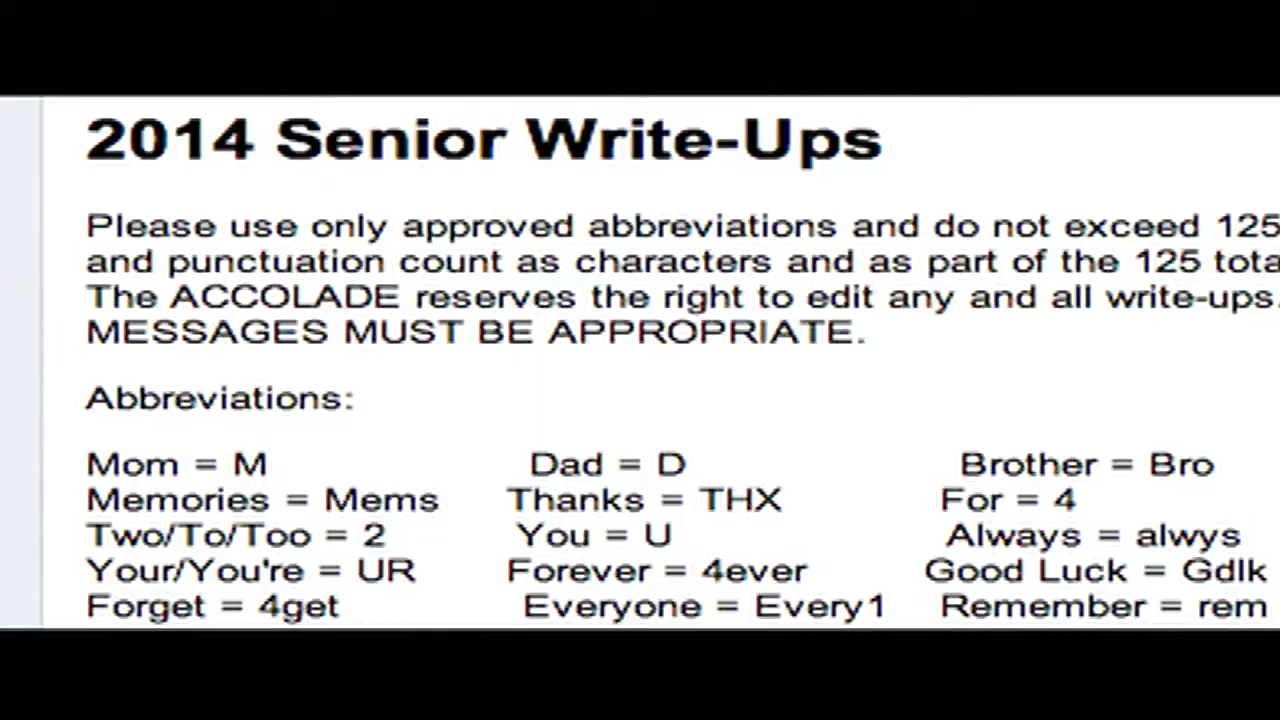 2014 Senior Write-Ups
Please use only approved abbreviations and do not exceed 125
and punctuation count as characters and as part of the 125
The ACCOLADE reserves the right to edit any and all write-ups.
MESSAGES MUST BE APPROPRIATE.
Abbreviations:
Mom = M Dad = D Brother = Bro
Memories = Mems Thanks = THX For = 4
Two/To/Too = 2 You = U Always = alwys
Your/You're = UR Forever = 4ever Good Luck = Gdlk
Forget = 4get Everyone = Every1 Remember = rem